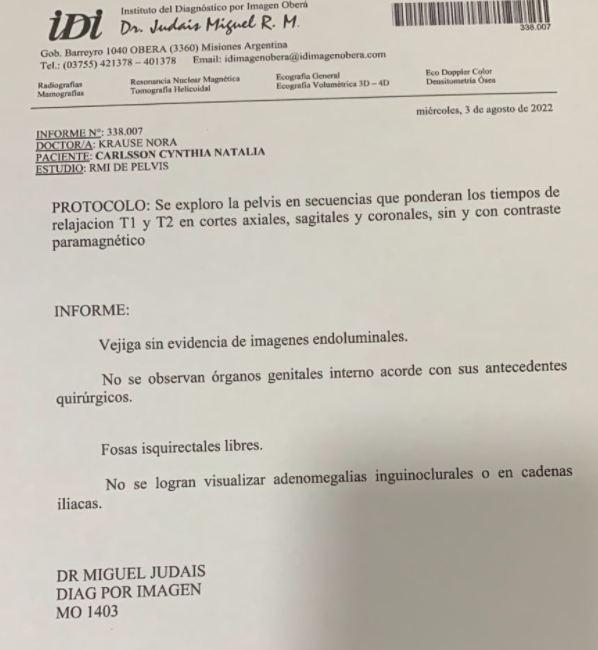 iDi
Instituto del Diagnóstico por Imagen Oberá
Dr. Judais Miguel R. M.
338.007
Gob. Barreyro 1040 OBERA (3360) Misiones Argentina
Tel.: (03755) 421378 – 401378 Email: idimagenobera@idimagenobera.com
Radiografías Resonancia Nuclear Magnética Ecografía General Eco Doppler Color
Mamografías Tomografía Helicoidal Ecografía Volumétrica 3D – 4D Densitometría Ósea
miércoles, 3 de agosto de 2022
INFORME Nº: 338.007
DOCTOR/A: KRAUSE NORA
PACIENTE: CARLSSON CYNTHIA NATALIA
ESTUDIO: RMI DE PELVIS
PROTOCOLO: Se exploro la pelvis en secuencias que ponderan los tiempos de
relajacion T1 y T2 en cortes axiales, sagitales y coronales, sin y con contraste
paramagnético
INFORME:
Vejiga sin evidencia de imagenes endoluminales.
No se observan órganos genitales interno acorde con sus antecedentes
quirúrgicos.
Fosas isquirectales libres.
No se logran visualizar adenomegalias inguinoclurales o en cadenas
iliacas.
DR MIGUEL JUDAIS
DIAG POR IMAGEN
MO 1403